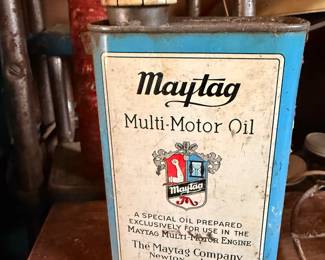 Maytag
Multi-Motor Oil
Maytag
M
A SPECIAL OIL PREPARED
EXCLUSIVELY FOR USE IN THE
MAYTAG MULTI-MOTOR ENGINE
The Maytag Company